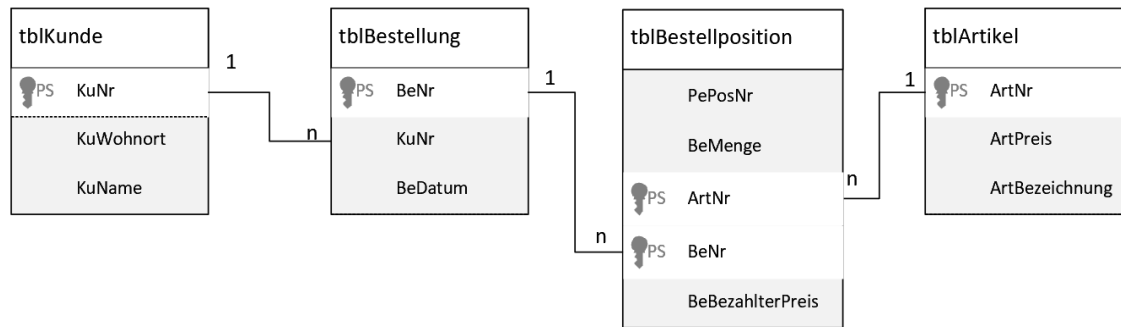 tblKunde
PS KuNr
KuWohnort
KuName
1
n
tblBestellung
PS BeNr
KuNr
BeDatum
1
n
tblBestellposition
PePosNr
BeMenge
PS ArtNr
PS BeNr
BeBezahlterPreis
n
1
tblArtikel
PS ArtNr
ArtPreis
ArtBezeichnung